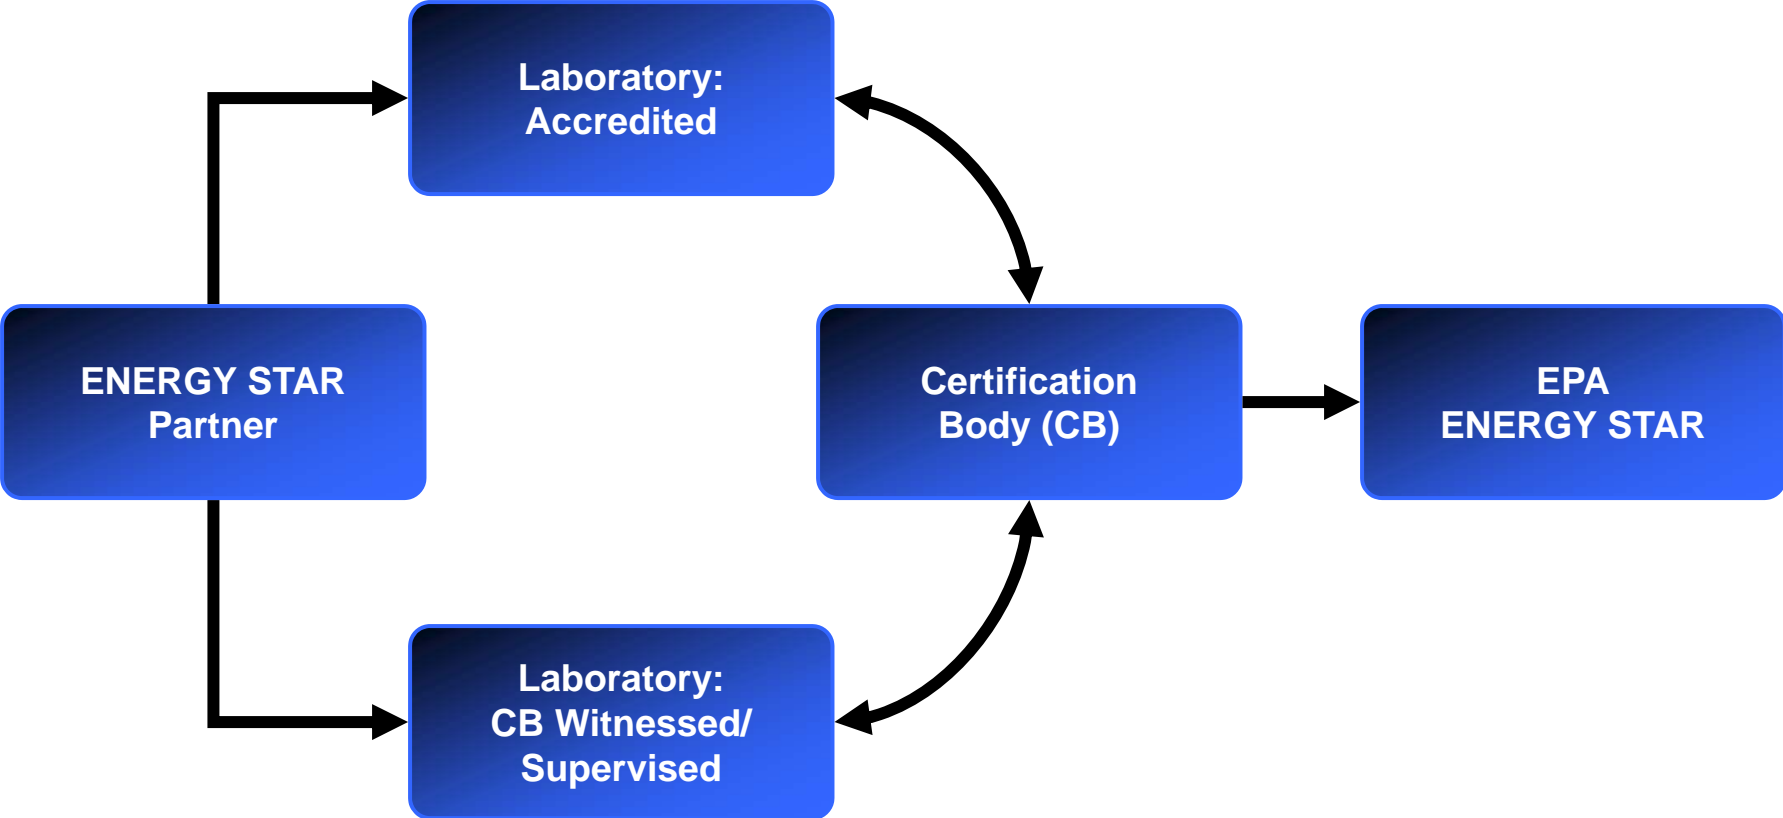 Laboratory:
Accredited
ENERGY STAR
Partner
Certification
Body (CB)
EPA
ENERGY STAR
Laboratory:
CB Witnessed/
Supervised